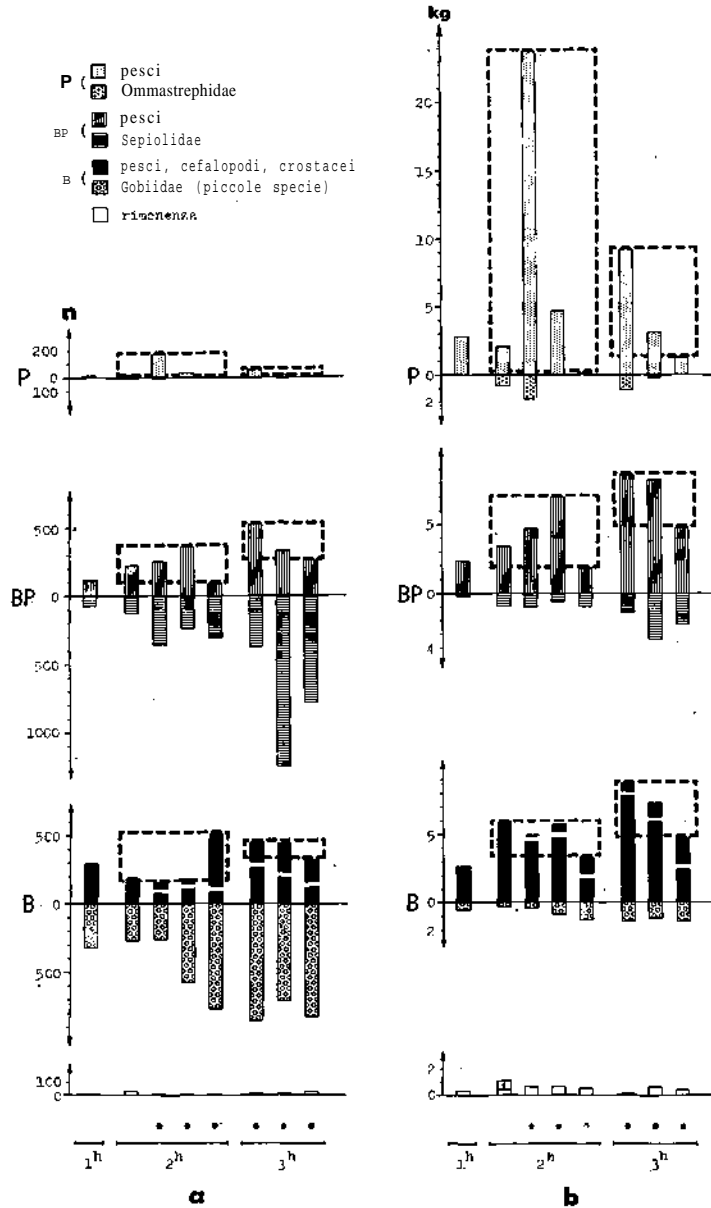 kg
P ( pesci
Ommastrephidae
BP ( pesci
Sepiolidae
B ( pesci, cefalopodi, crostacei
Gobiidae (piccole specie)
rimenenza
n
200
P 0
100
500
BP 0
500
1000
500
B 0
500
100
0
1h 2h 3h
a
20
15
10
5
P 0
2
5
BP 0
4
5
B 0
2
2
0
1h 2h 3h
b